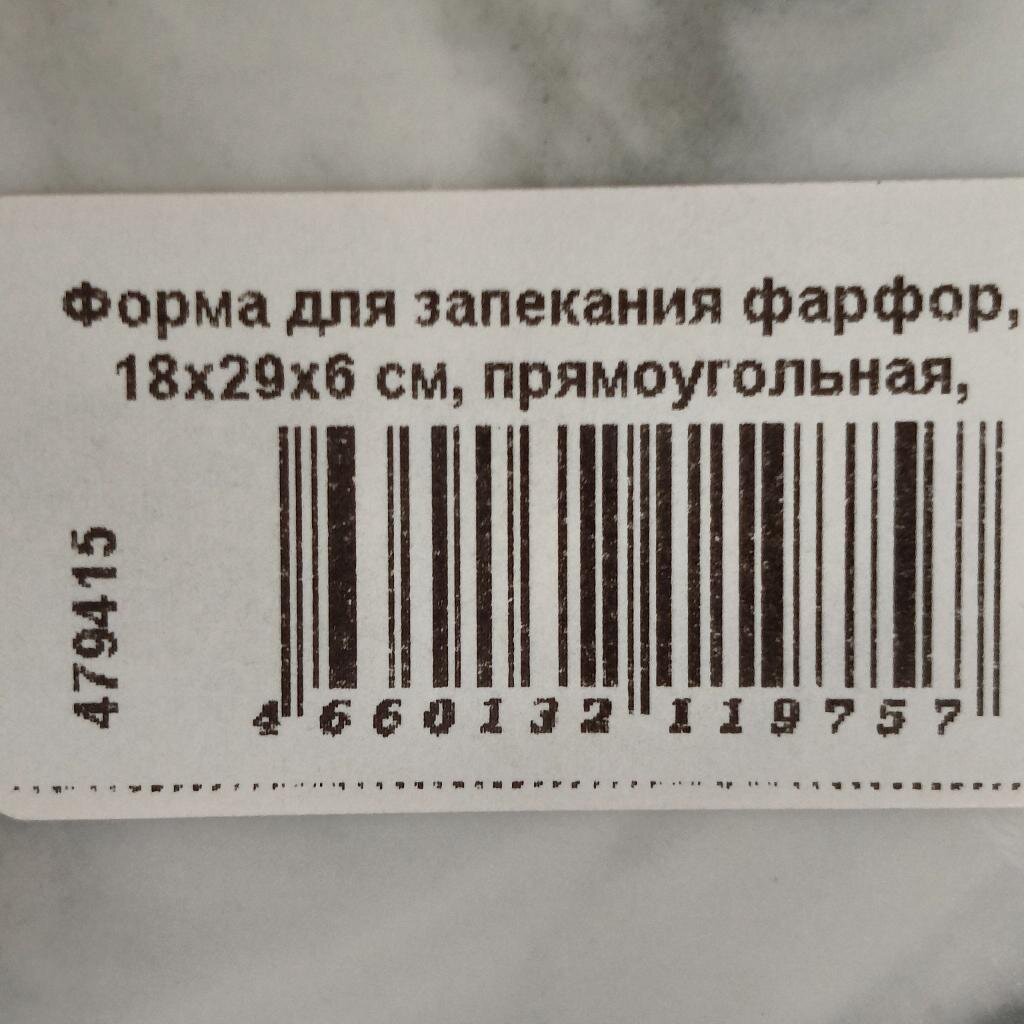 Форма для запекания фарфор,
18х29х6 см, прямоугольная,
479415
4 660132 119757